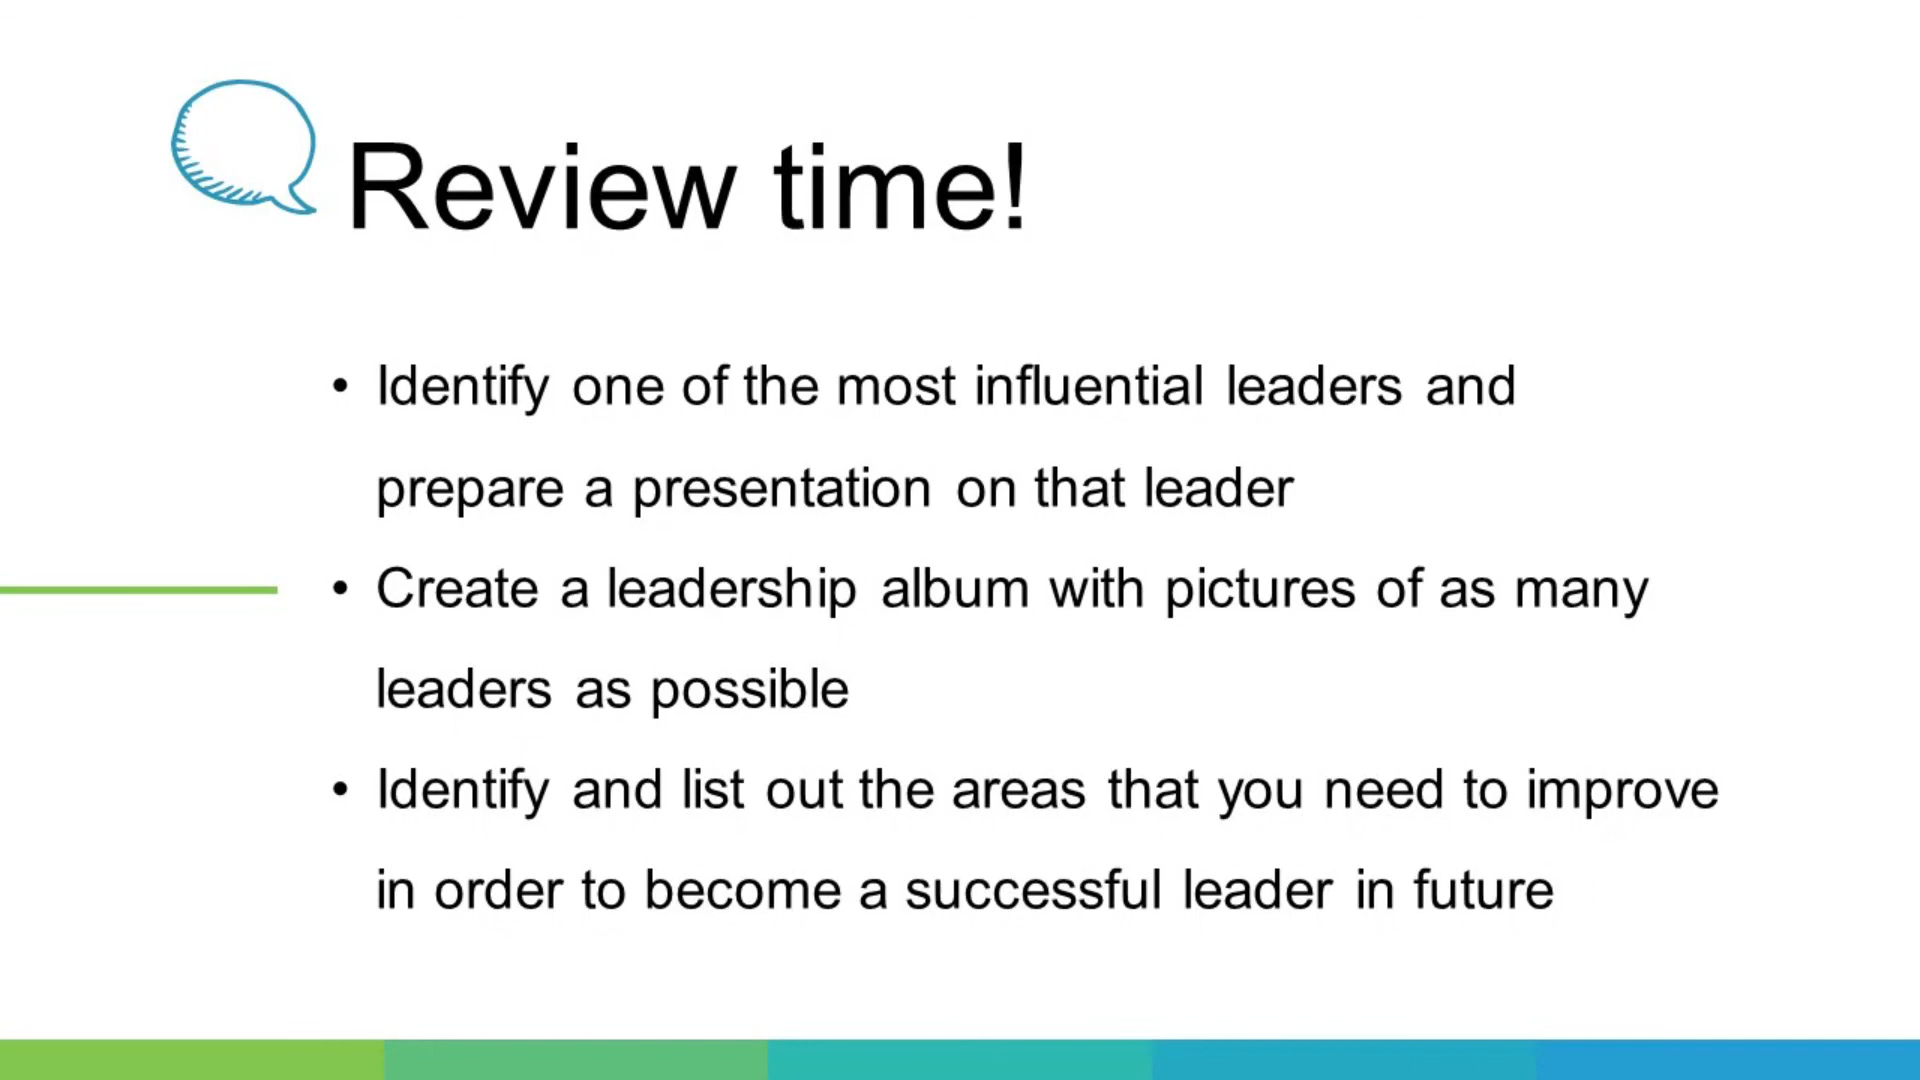 Review time!
• Identify one of the most influential leaders and
prepare a presentation on that leader
• Create a leadership album with pictures of as many
leaders as possible
• Identify and list out the areas that you need to improve
in order to become a successful leader in future